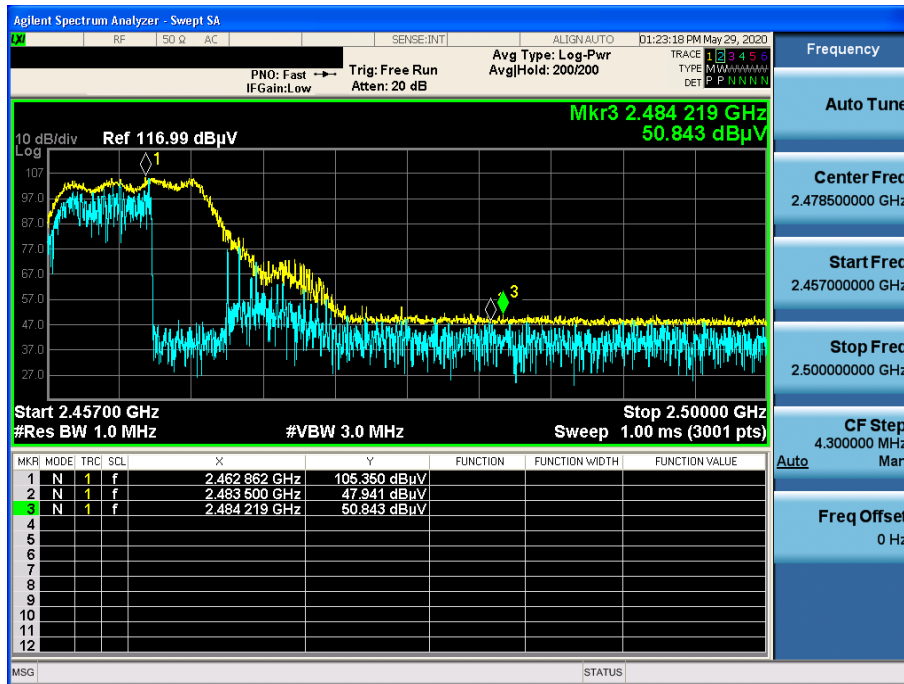 Agilent Spectrum Analyzer - Swept SA
LXI RF 50 Ω AC SENSE:INT ALIGN AUTO 01:23:18 PM May 29, 2020
Frequency
Avg Type: Log-Pwr
Avg|Hold: 200/200
PNO: Fast
IFGain:Low
Trig: Free Run
Atten: 20 dB
TRACE 1 2 3 4 5 6
TYPE M W W W W W
DET P P N N N N
Mkr3 2.484 219 GHz
50.843 dBµV
10 dB/div Ref 116.99 dBµV
Log
107
97.0
87.0
77.0
67.0
57.0
47.0
37.0
27.0
1
3
Start 2.45700 GHz Stop 2.50000 GHz
#Res BW 1.0 MHz #VBW 3.0 MHz Sweep 1.00 ms (3001 pts)
MKR MODE TRC SCL X Y FUNCTION FUNCTION WIDTH FUNCTION VALUE
1 N 1 f 2.462 862 GHz 105.350 dBµV
2 N 1 f 2.483 500 GHz 47.941 dBµV
3 N 1 f 2.484 219 GHz 50.843 dBµV
4
5
6
7
8
9
10
11
12
MSG STATUS
Auto Tune
Center Freq
2.478500000 GHz
Start Freq
2.457000000 GHz
Stop Freq
2.500000000 GHz
CF Step
4.300000 MHz
Auto Man
Freq Offset
0 Hz